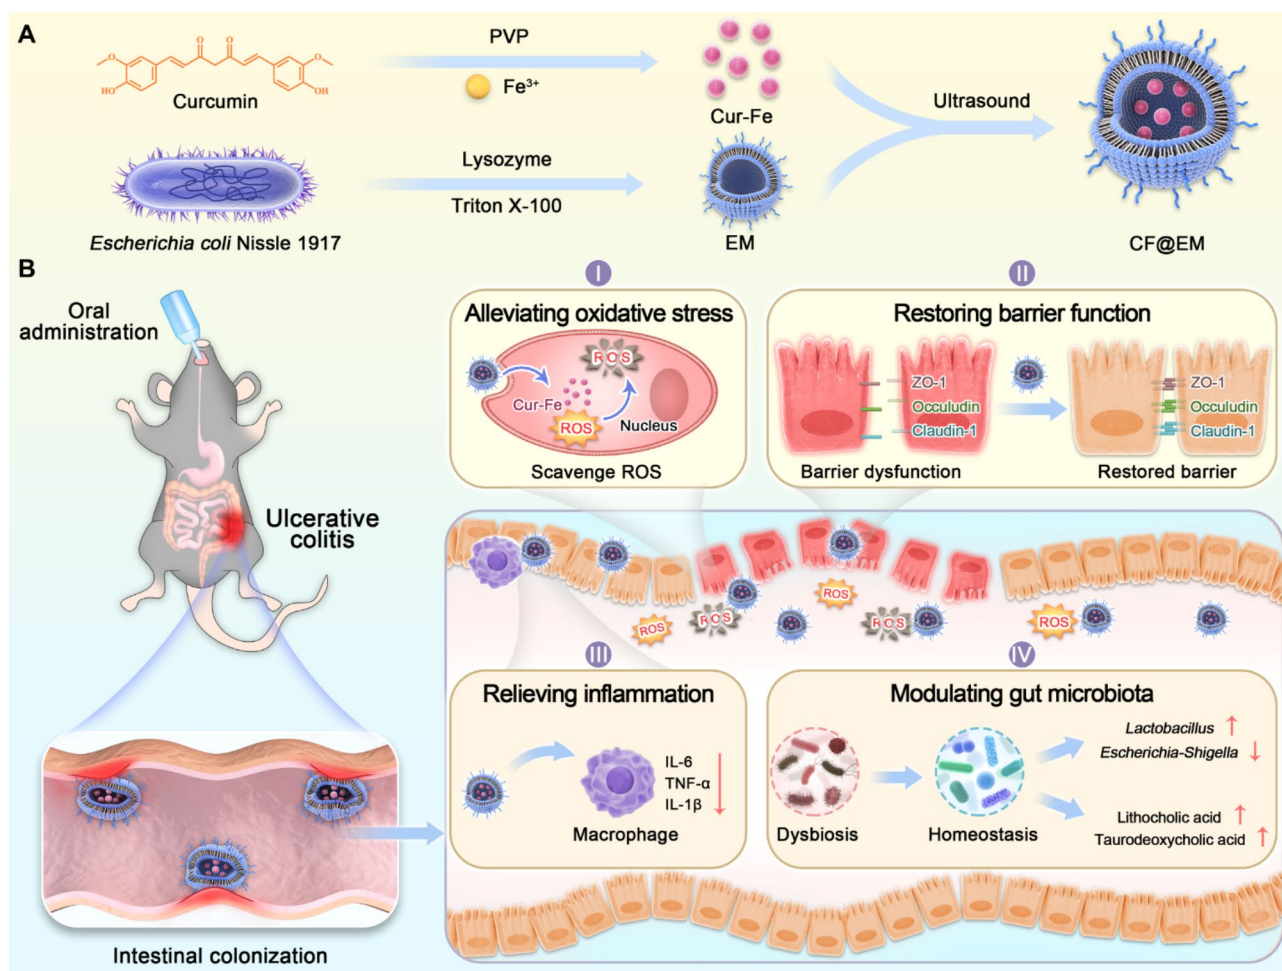 A
O
O
O
O
HO
OH
Curcumin
PVP
Fe³⁺
Cur-Fe
Ultrasound
Escherichia coli Nissle 1917
Lysozyme
Triton X-100
EM
CF@EM
B
Oral
administration
Ulcerative
colitis
Intestinal colonization
I
Alleviating oxidative stress
ROS
Cur-Fe
ROS
Nucleus
Scavenge ROS
II
Restoring barrier function
ZO-1
Occuludin
Claudin-1
ZO-1
Occuludin
Claudin-1
Barrier dysfunction
Restored barrier
ROS
ROS
ROS
ROS
ROS
III
Relieving inflammation
IL-6
TNF-α
IL-1β
Macrophage
IV
Modulating gut microbiota
Dysbiosis
Homeostasis
Lactobacillus ↑
Escherichia-Shigella ↓
Lithocholic acid ↑
Taurodeoxycholic acid ↑